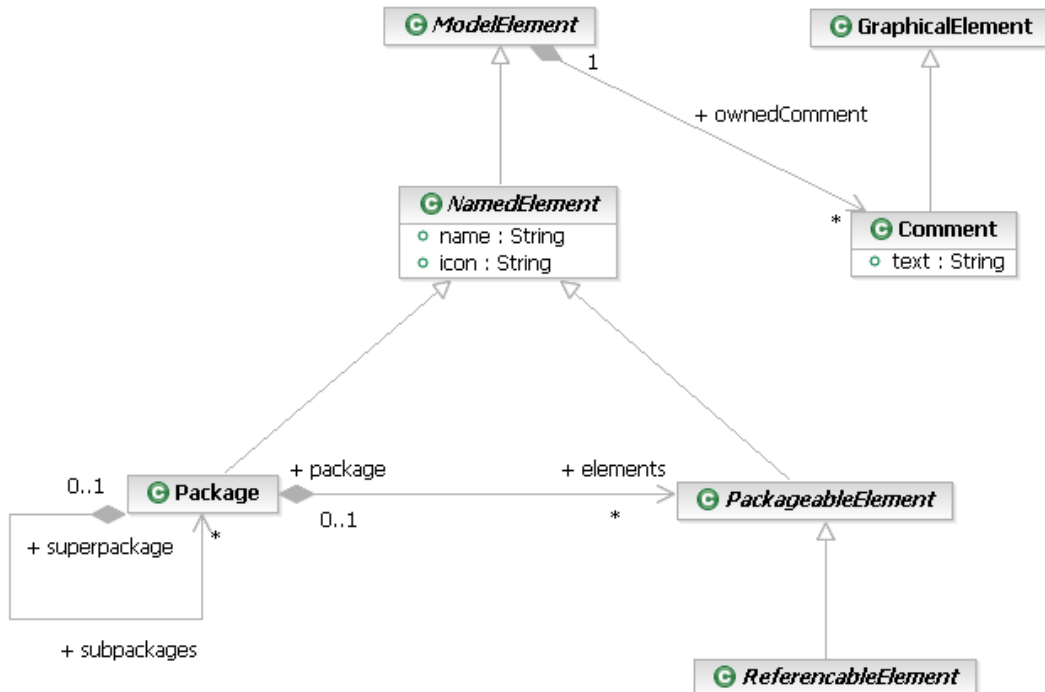 ModelElement
GraphicalElement
1
+ ownedComment
*
NamedElement
name : String
icon : String
Comment
text : String
0..1
Package
+ package
+ elements
PackageableElement
0..1
*
*
+ superpackage
+ subpackages
ReferencableElement